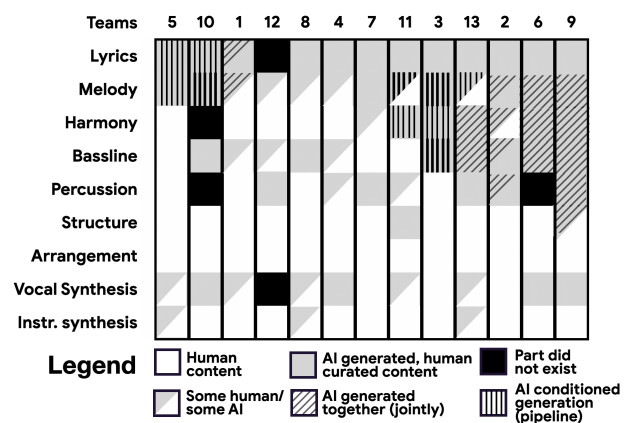 Teams 5 10 1 12 8 4 7 11 3 13 2 6 9
Lyrics
Melody
Harmony
Bassline
Percussion
Structure
Arrangement
Vocal Synthesis
Instr. synthesis
Legend
Human
content
AI generated, human
curated content
Part did
not exist
Some human/
some AI
AI generated
together (jointly)
AI conditioned
generation
(pipeline)